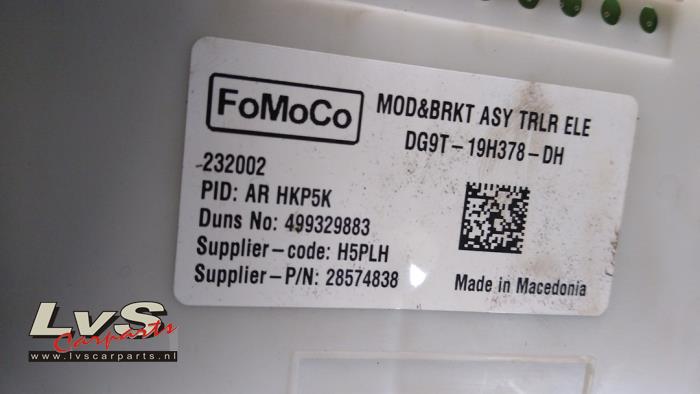 FoMoCo
MOD&BRKT ASY TRLR ELE
DG9T-19H378-DH
-232002
PID: AR HKP5K
Duns No: 499329883
Supplier-code: H5PLH
Supplier-P/N: 28574838
Made in Macedonia
LvS
Carparts
www.lvscarparts.nl